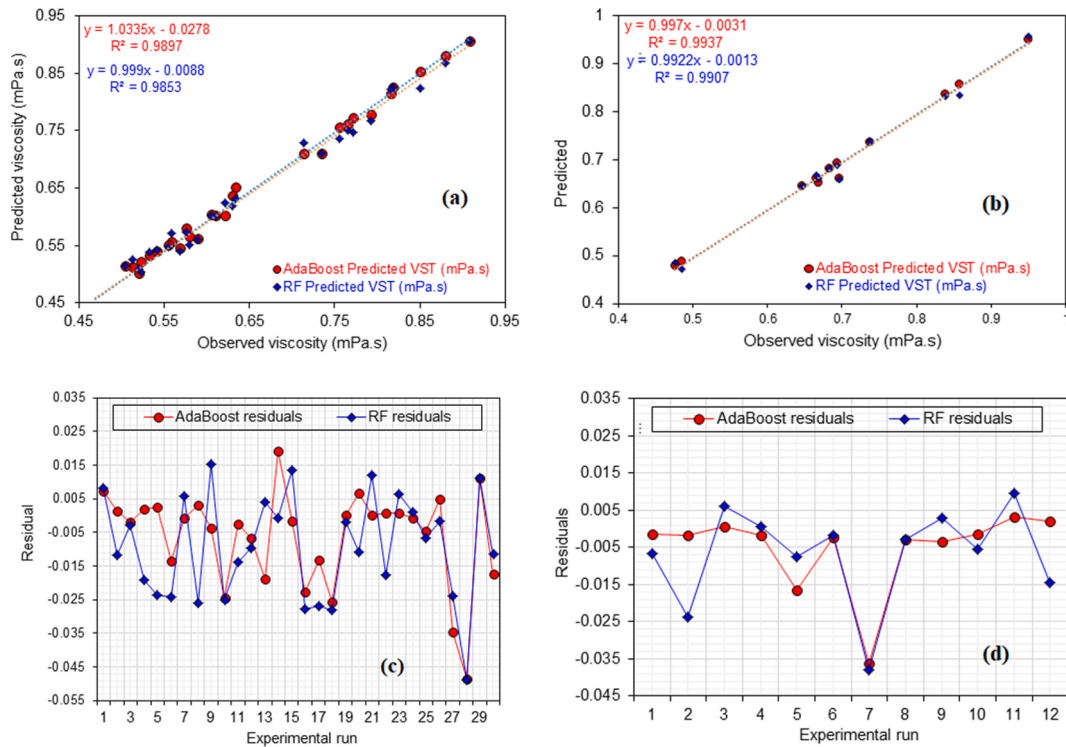 0.95
0.85
0.75
0.65
0.55
0.45
Predicted viscosity (mPa.s)
y = 1.0335x - 0.0278
R² = 0.9897
y = 0.999x - 0.0088
R² = 0.9853
(a)
AdaBoost Predicted VST (mPa.s)
RF Predicted VST (mPa.s)
0.45 0.55 0.65 0.75 0.85 0.95
Observed viscosity (mPa.s)
1
0.9
0.8
0.7
0.6
0.5
0.4
Predicted
y = 0.997x - 0.0031
R² = 0.9937
y = 0.9922x - 0.0013
R² = 0.9907
(b)
AdaBoost Predicted VST (mPa.s)
RF Predicted VST (mPa.s)
0.4 0.5 0.6 0.7 0.8 0.9 1
Observed viscosity (mPa.s)
0.035
0.025
0.015
0.005
-0.005
-0.015
-0.025
-0.035
-0.045
-0.055
Residual
AdaBoost residuals RF residuals
(c)
1 3 5 7 9 11 13 15 17 19 21 23 25 27 29
Experimental run
0.035
0.025
0.015
0.005
-0.005
-0.015
-0.025
-0.035
-0.045
Residuals
AdaBoost residuals RF residuals
(d)
1 2 3 4 5 6 7 8 9 10 11 12
Experimental run